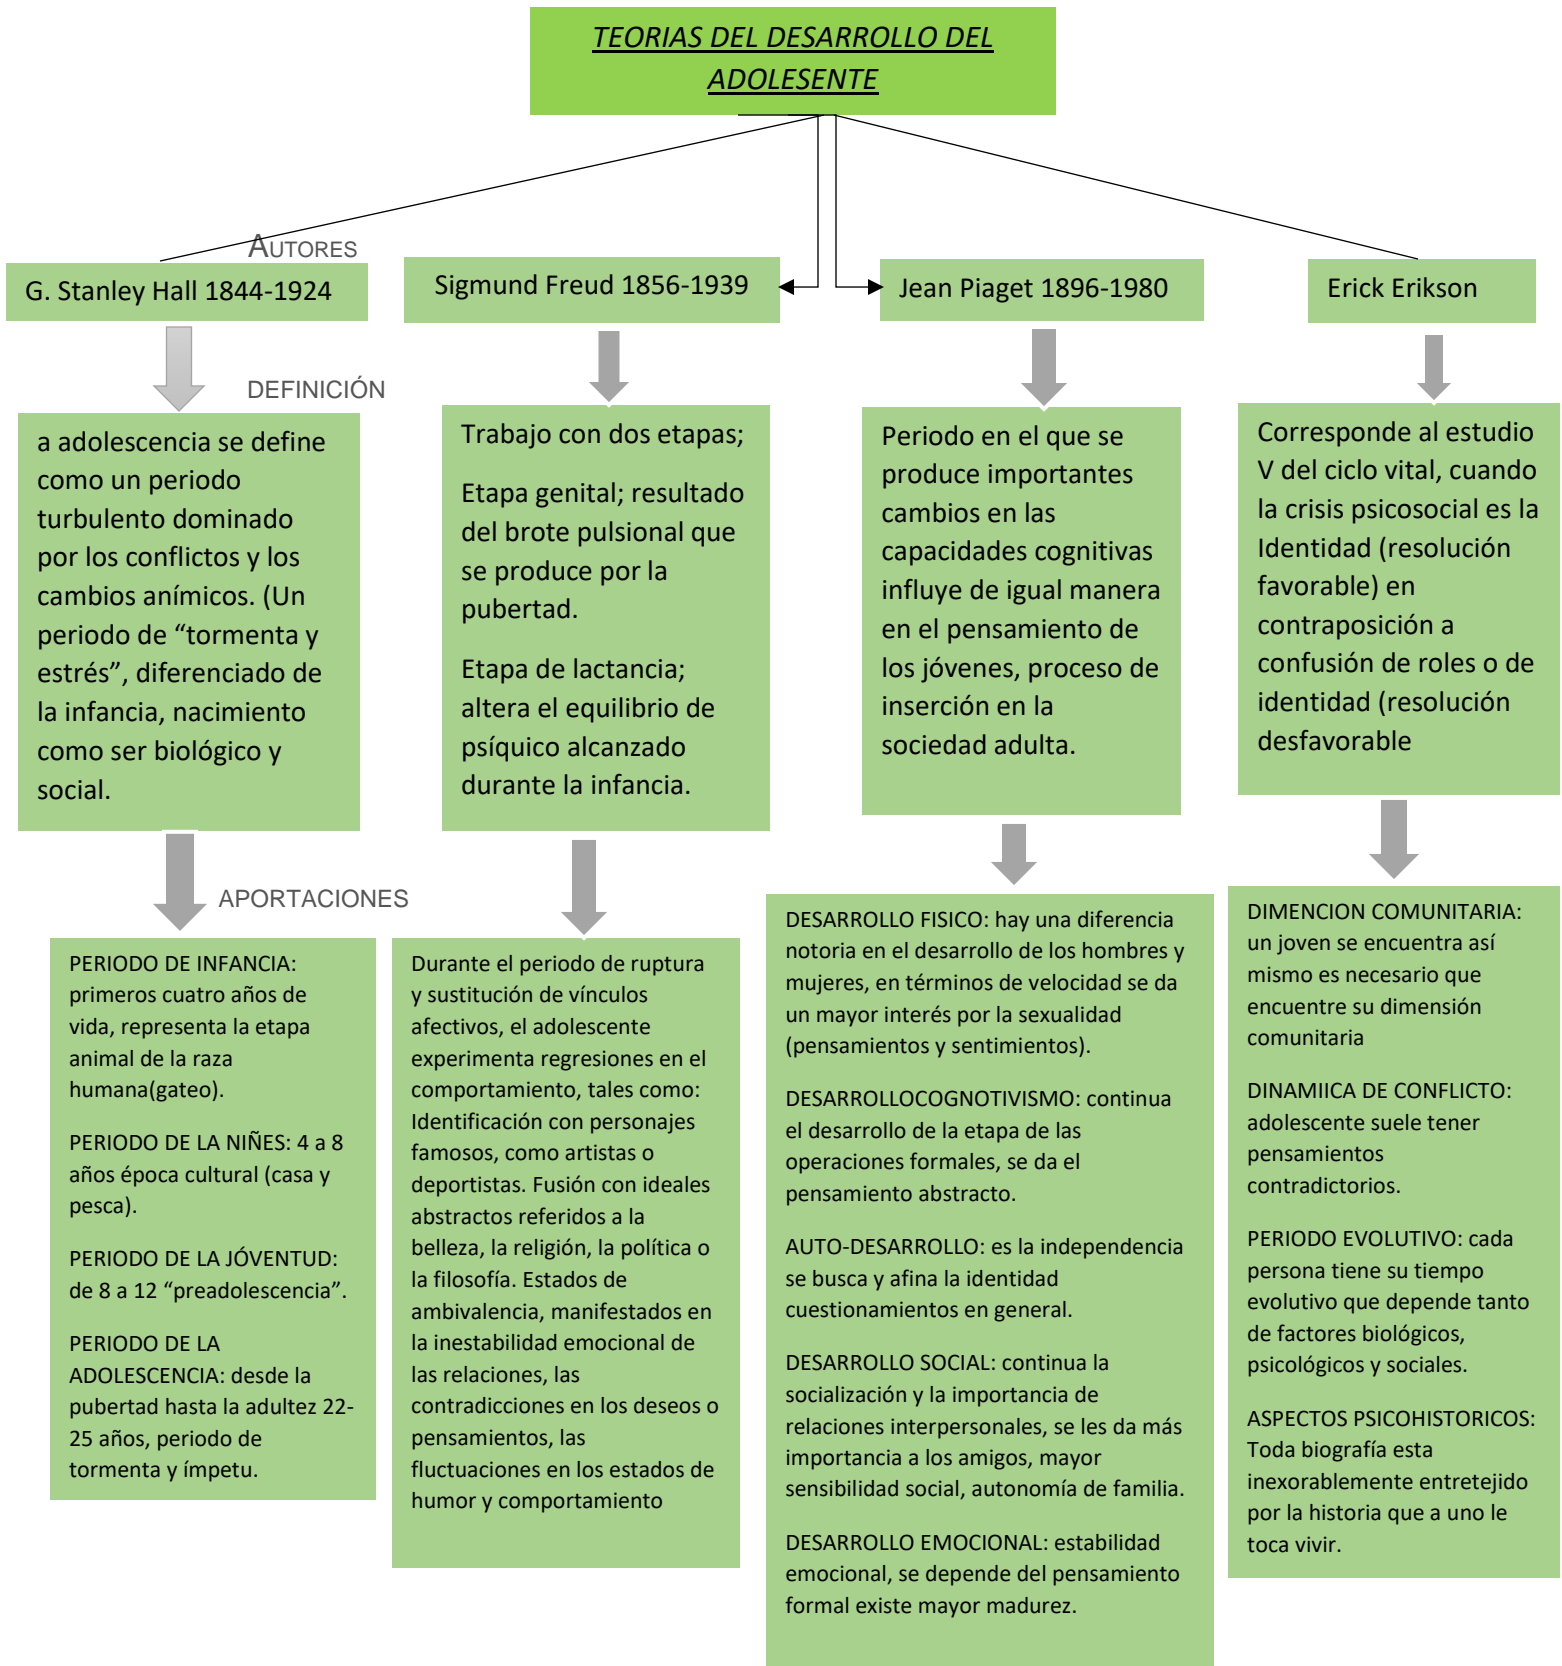 TEORIAS DEL DESARROLLO DEL
ADOLESENTE
AUTORES
G. Stanley Hall 1844-1924
Sigmund Freud 1856-1939
Jean Piaget 1896-1980
Erick Erikson
DEFINICIÓN
a adolescencia se define
como un periodo
turbulento dominado
por los conflictos y los
cambios anímicos. (Un
periodo de “tormenta y
estrés”, diferenciado de
la infancia, nacimiento
como ser biológico y
social.
Trabajo con dos etapas;
Etapa genital; resultado
del brote pulsional que
se produce por la
pubertad.
Etapa de lactancia;
altera el equilibrio de
psíquico alcanzado
durante la infancia.
Periodo en el que se
produce importantes
cambios en las
capacidades cognitivas
influye de igual manera
en el pensamiento de
los jóvenes, proceso de
inserción en la
sociedad adulta.
Corresponde al estudio
V del ciclo vital, cuando
la crisis psicosocial es la
Identidad (resolución
favorable) en
contraposición a
confusión de roles o de
identidad (resolución
desfavorable
APORTACIONES
PERIODO DE INFANCIA:
primeros cuatro años de
vida, representa la etapa
animal de la raza
humana(gateo).
PERIODO DE LA NIÑES: 4 a 8
años época cultural (casa y
pesca).
PERIODO DE LA JÓVENTUD:
de 8 a 12 “preadolescencia”.
PERIODO DE LA
ADOLESCENCIA: desde la
pubertad hasta la adultez 22-
25 años, periodo de
tormenta y ímpetu.
Durante el periodo de ruptura
y sustitución de vínculos
afectivos, el adolescente
experimenta regresiones en el
comportamiento, tales como:
Identificación con personajes
famosos, como artistas o
deportistas. Fusión con ideales
abstractos referidos a la
belleza, la religión, la política o
la filosofía. Estados de
ambivalencia, manifestados en
la inestabilidad emocional de
las relaciones, las
contradicciones en los deseos o
pensamientos, las
fluctuaciones en los estados de
humor y comportamiento
DESARROLLO FISICO: hay una diferencia
notoria en el desarrollo de los hombres y
mujeres, en términos de velocidad se da
un mayor interés por la sexualidad
(pensamientos y sentimientos).
DESARROLLOCOGNOTIVISMO: continua
el desarrollo de la etapa de las
operaciones formales, se da el
pensamiento abstracto.
AUTO-DESARROLLO: es la independencia
se busca y afina la identidad
cuestionamientos en general.
DESARROLLO SOCIAL: continua la
socialización y la importancia de
relaciones interpersonales, se les da más
importancia a los amigos, mayor
sensibilidad social, autonomía de familia.
DESARROLLO EMOCIONAL: estabilidad
emocional, se depende del pensamiento
formal existe mayor madurez.
DIMENCION COMUNITARIA:
un joven se encuentra así
mismo es necesario que
encuentre su dimensión
comunitaria
DINAMIICA DE CONFLICTO:
adolescente suele tener
pensamientos
contradictorios.
PERIODO EVOLUTIVO: cada
persona tiene su tiempo
evolutivo que depende tanto
de factores biológicos,
psicológicos y sociales.
ASPECTOS PSICOHISTORICOS:
Toda biografía esta
inexorablemente entretejido
por la historia que a uno le
toca vivir.